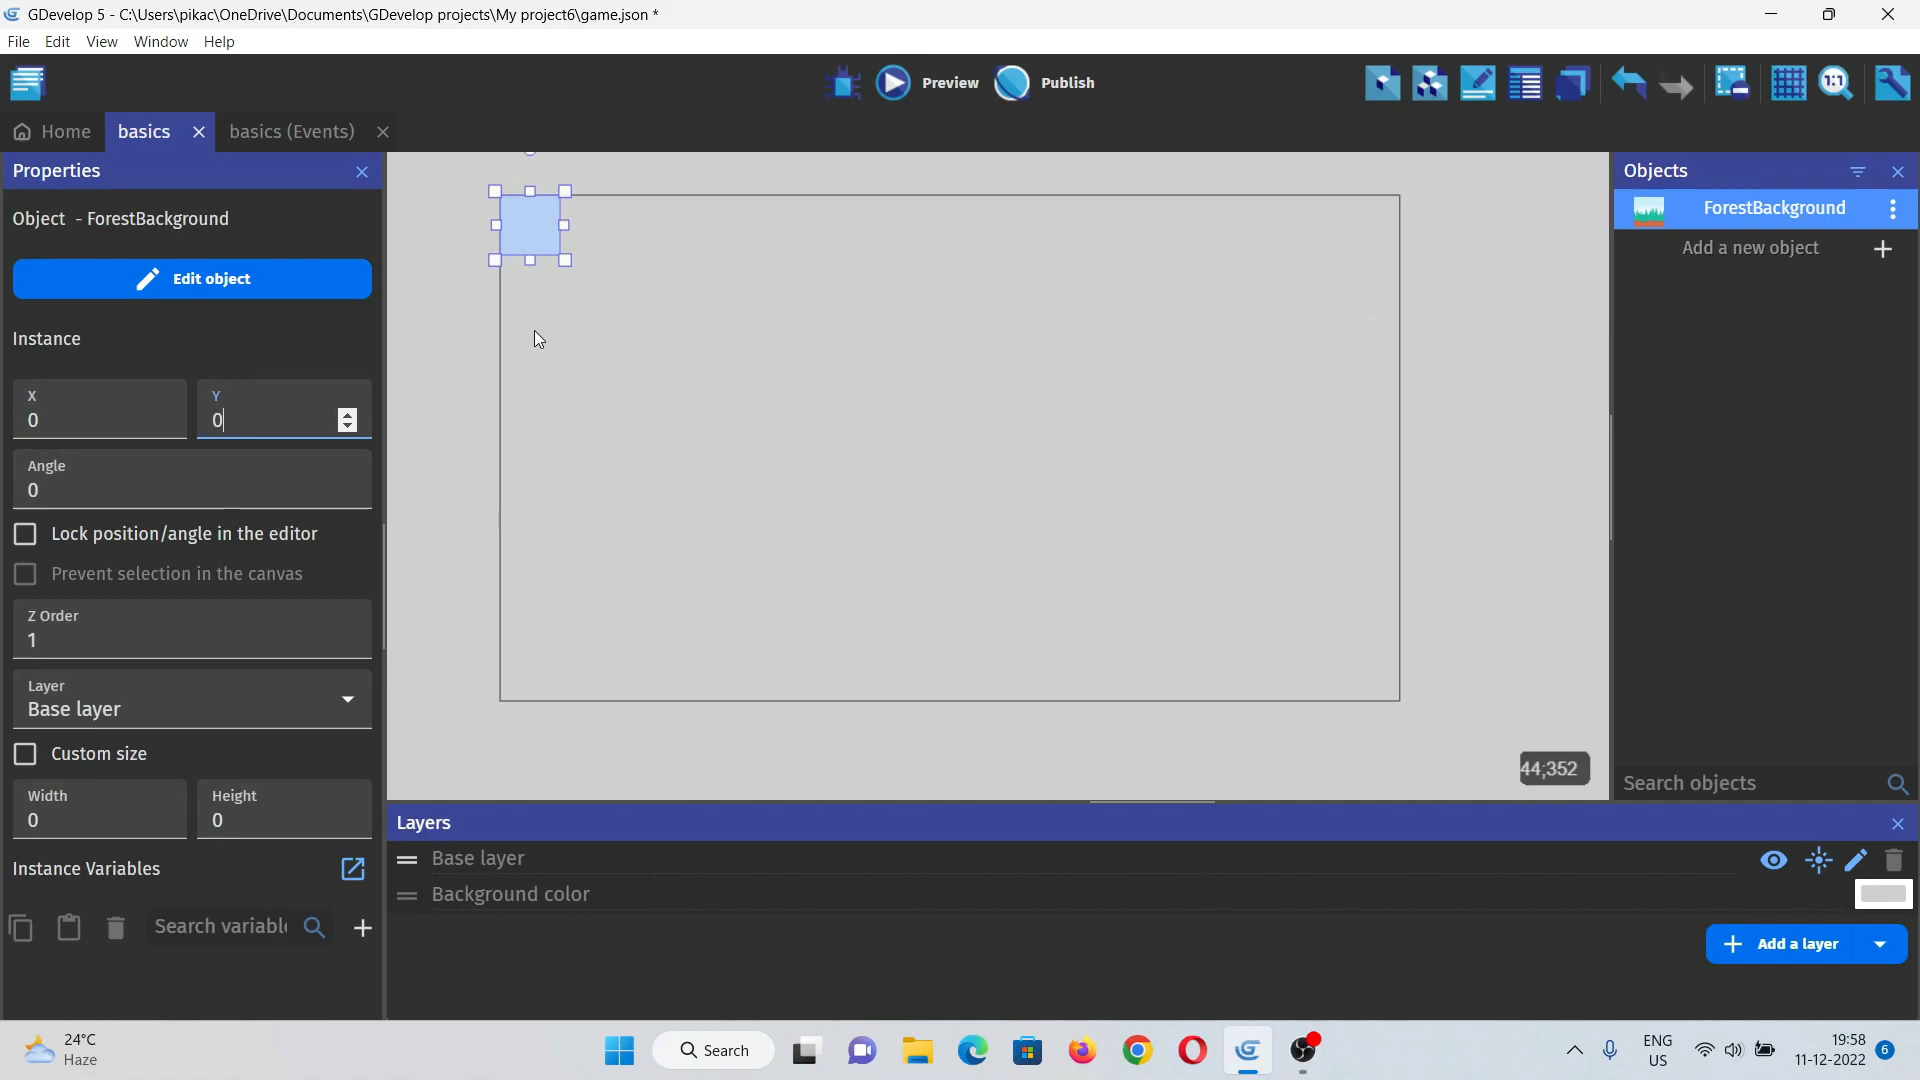 GDevelop 5 - C:\Users\pikac\OneDrive\Documents\GDevelop projects\My project6\game.json *
File Edit View Window Help
Preview Publish
Home basics basics (Events)
Properties
Object - ForestBackground
Edit object
Instance
X
0
Y
0
Angle
0
Lock position/angle in the editor
Prevent selection in the canvas
Z Order
1
Layer
Base layer
Custom size
Width
0
Height
0
Instance Variables
Search variabl
44;352
Objects
ForestBackground
Add a new object
Search objects
Layers
Base layer
Background color
Add a layer
24°C
Haze
Search
ENG
US
19:58
11-12-2022
6